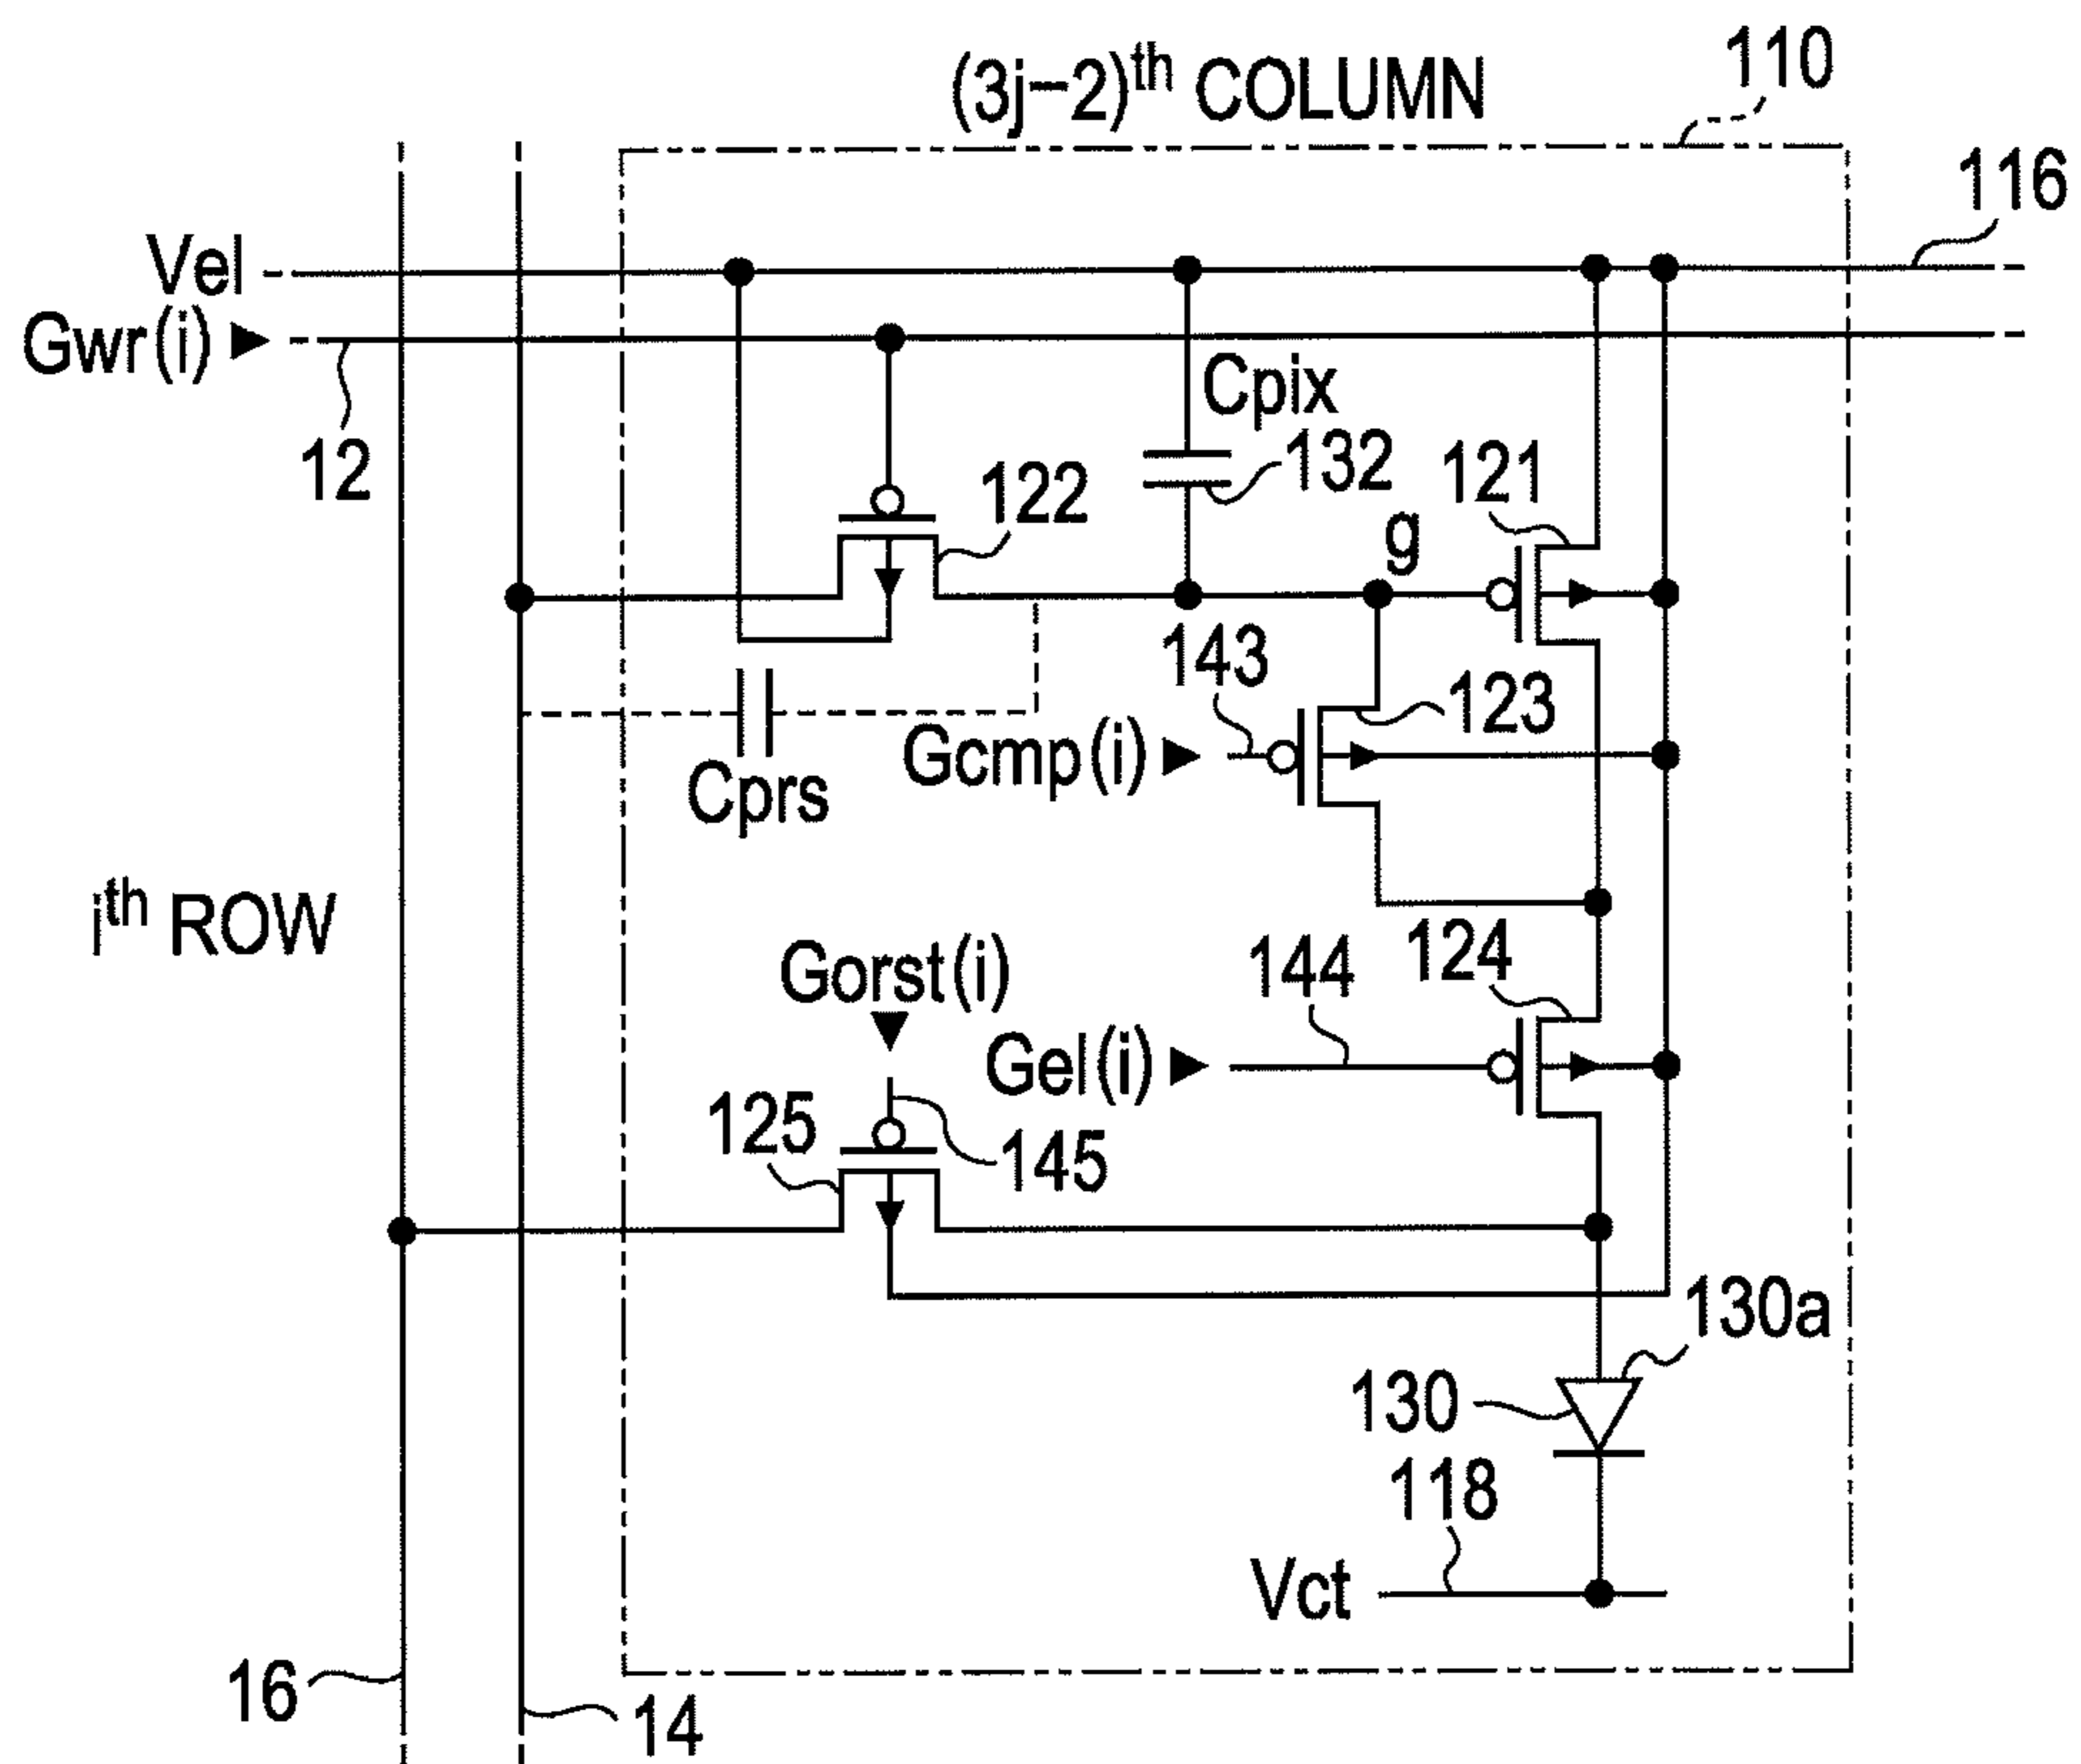 110
(3j-2)th COLUMN
116
Vel
Gwr(i)
12
Cpix
132
121
122
g
143
123
Gcmp(i)
Cprs
ith ROW
Gorst(i)
144
124
Gel(i)
125
145
130a
130
118
Vct
16
14